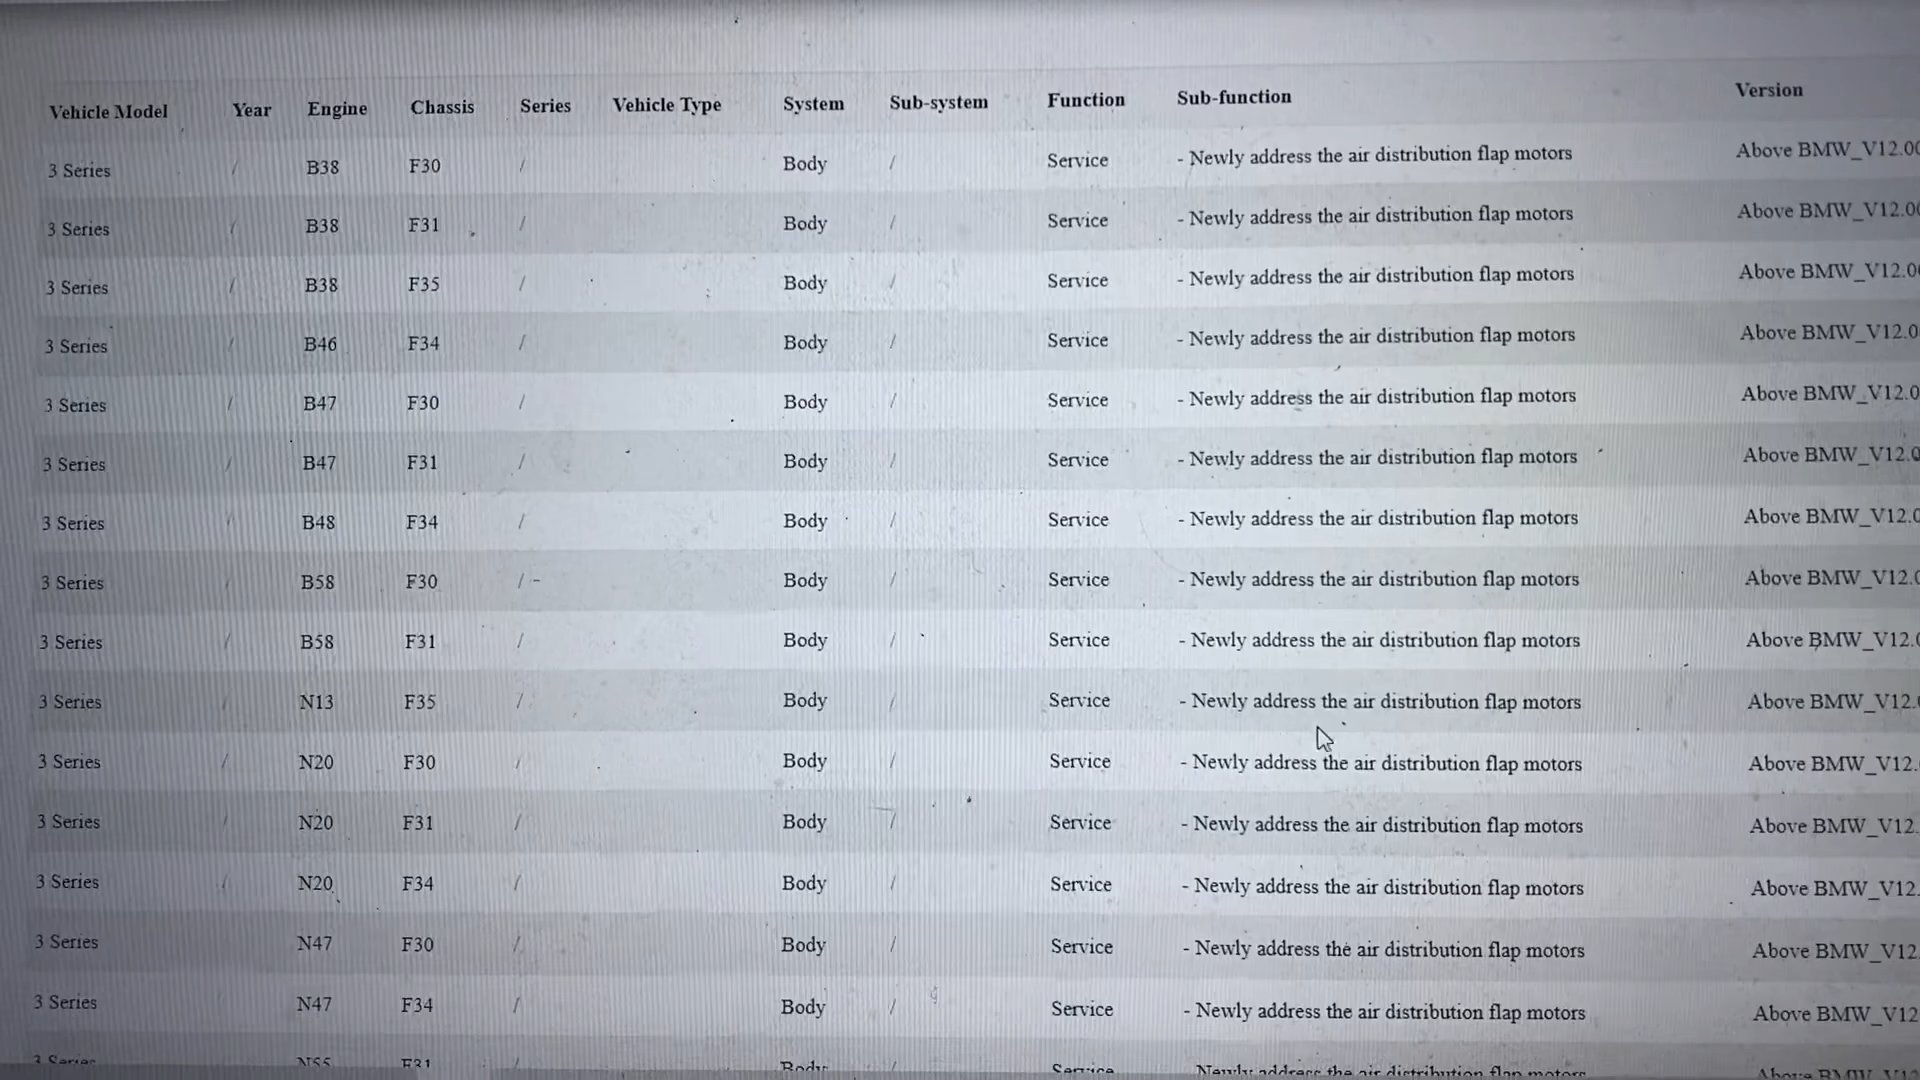 Vehicle Model Year Engine Chassis Series Vehicle Type System Sub-system Function Sub-function Version
3 Series / B38 F30 / Body / Service - Newly address the air distribution flap motors Above BMW_V12.00
3 Series / B38 F31 / Body / Service - Newly address the air distribution flap motors Above BMW_V12.00
3 Series / B38 F35 / Body / Service - Newly address the air distribution flap motors Above BMW_V12.00
3 Series / B46 F34 / Body / Service - Newly address the air distribution flap motors Above BMW_V12.0
3 Series / B47 F30 / Body / Service - Newly address the air distribution flap motors Above BMW_V12.0
3 Series / B47 F31 / Body / Service - Newly address the air distribution flap motors Above BMW_V12.0
3 Series / B48 F34 / Body / Service - Newly address the air distribution flap motors Above BMW_V12.0
3 Series / B58 F30 / Body / Service - Newly address the air distribution flap motors Above BMW_V12.0
3 Series / B58 F31 / Body / Service - Newly address the air distribution flap motors Above BMW_V12.0
3 Series / N13 F35 / Body / Service - Newly address the air distribution flap motors Above BMW_V12.
3 Series / N20 F30 / Body / Service - Newly address the air distribution flap motors Above BMW_V12.
3 Series / N20 F31 / Body / Service - Newly address the air distribution flap motors Above BMW_V12.
3 Series / N20 F34 / Body / Service - Newly address the air distribution flap motors Above BMW_V12.
3 Series N47 F30 / Body / Service - Newly address the air distribution flap motors Above BMW_V12
3 Series N47 F34 / Body / Service - Newly address the air distribution flap motors Above BMW_V12
3 Series N55 F31 / Body Service Newly address the air distribution flap motors Above BMW_V12